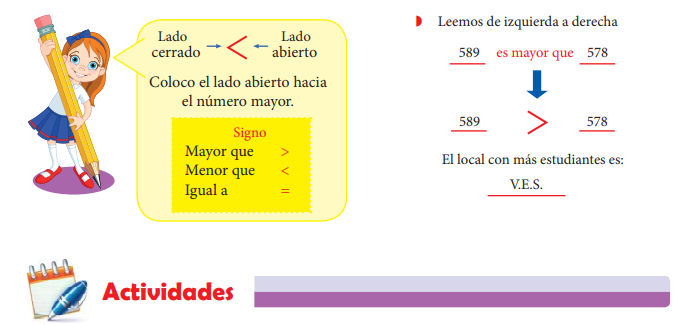 Lado
cerrado
<
Lado
abierto
Coloco el lado abierto hacia
el número mayor.
Signo
Mayor que >
Menor que <
Igual a =
Leemos de izquierda a derecha
589 es mayor que 578
589 > 578
El local con más estudiantes es:
V.E.S.
Actividades